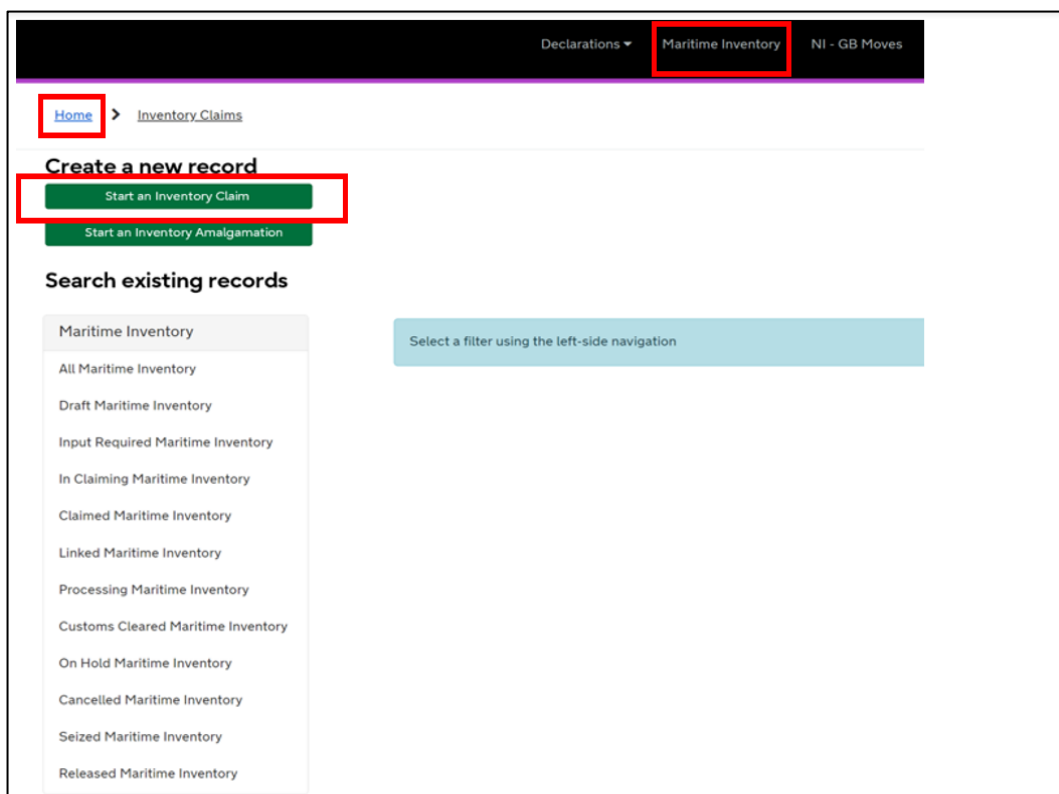 Declarations Maritime Inventory NI - GB Moves
Home > Inventory Claims
Create a new record
Start an Inventory Claim
Start an Inventory Amalgamation
Search existing records
Maritime Inventory
Select a filter using the left-side navigation
All Maritime Inventory
Draft Maritime Inventory
Input Required Maritime Inventory
In Claiming Maritime Inventory
Claimed Maritime Inventory
Linked Maritime Inventory
Processing Maritime Inventory
Customs Cleared Maritime Inventory
On Hold Maritime Inventory
Cancelled Maritime Inventory
Seized Maritime Inventory
Released Maritime Inventory